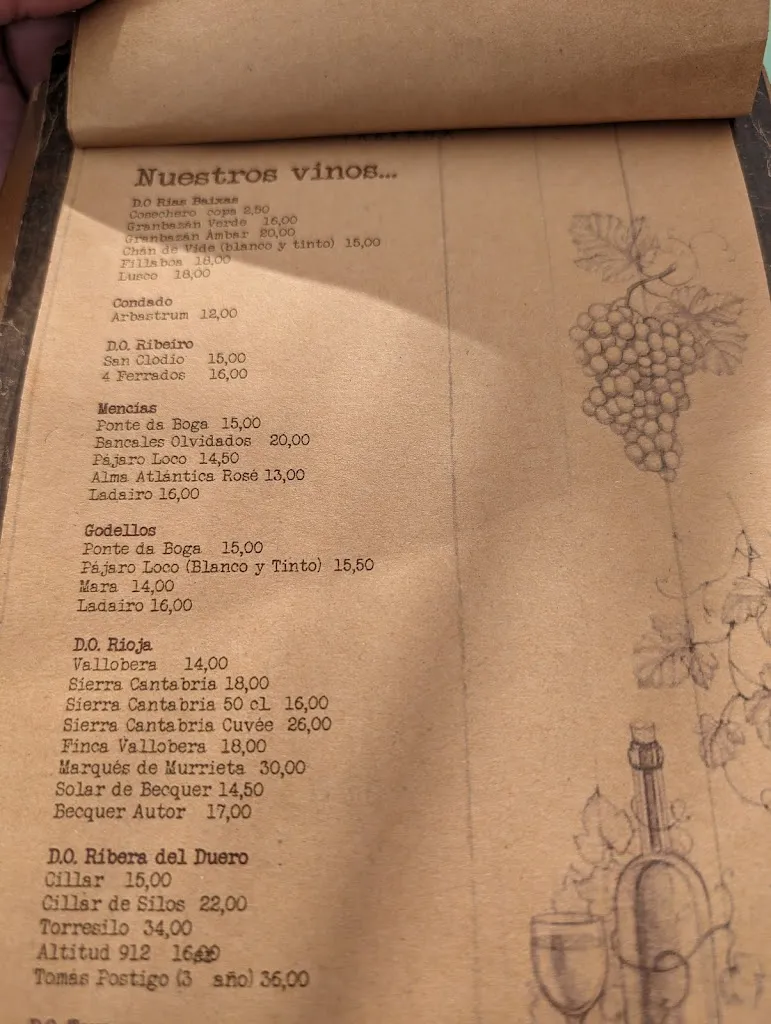 Nuestros vinos...
D.O Rias Baixas
Cosechero copa 2,50
Granbazán Verde 16,00
Granbazán Ambar 20,00
Chán de Vide (blanco y tinto) 15,00
Fillaboa 18,00
Lusco 18,00
Condado
Arbastrum 12,00
D.O. Ribeiro
San Clodio 15,00
4 Ferrados 16,00
Mencías
Ponte da Boga 15,00
Bancales Olvidados 20,00
Pájaro Loco 14,50
Alma Atlántica Rosé 13,00
Ladairo 16,00
Godellos
Ponte da Boga 15,00
Pájaro Loco (Blanco y Tinto) 15,50
Mara 14,00
Ladairo 16,00
D.O. Rioja
Vallobera 14,00
Sierra Cantabria 18,00
Sierra Cantabria 50 cl 16,00
Sierra Cantabria Cuvée 26,00
Finca Vallobera 18,00
Marqués de Murrieta 30,00
Solar de Becquer 14,50
Becquer Autor 17,00
D.O. Ribera del Duero
Cillar 15,00
Cillar de Silos 22,00
Torresilo 34,00
Altitud 912
Tomás Postigo (3 año) 36,00